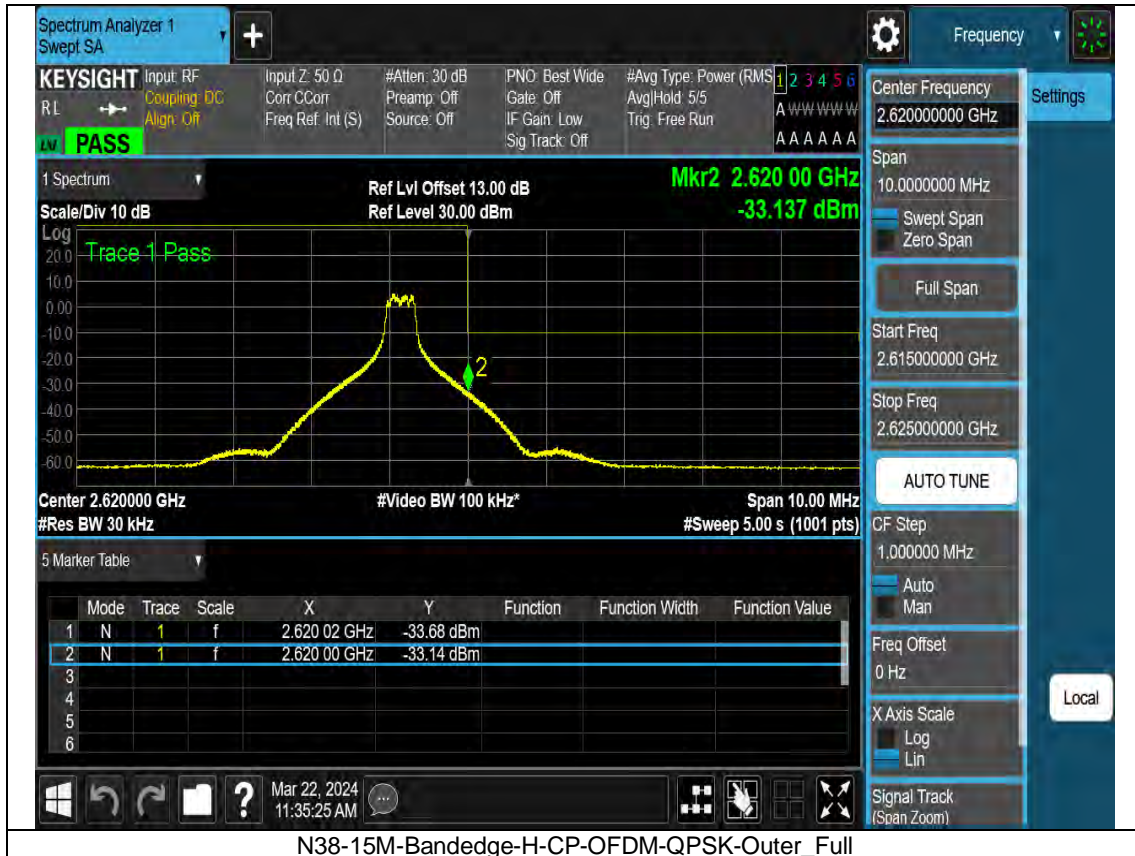 Spectrum Analyzer 1
Swept SA
+
Frequency
KEYSIGHT
RL
PASS
Input: RF
Coupling: DC
Align: Off
Input Z: 50 Ω
Corr CCorr
Freq Ref: Int (S)
#Atten: 30 dB
Preamp: Off
Source: Off
PNO: Best Wide
Gate: Off
IF Gain: Low
Sig Track: Off
#Avg Type: Power (RMS
Avg|Hold: 5/5
Trig: Free Run
1 2 3 4 5 6
A W W W W W
A A A A A A
1 Spectrum
Scale/Div 10 dB
Ref Lvl Offset 13.00 dB
Ref Level 30.00 dBm
Mkr2 2.620 00 GHz
-33.137 dBm
Log
Trace 1 Pass
20.0
10.0
0.00
-10.0
-20.0
-30.0
-40.0
-50.0
-60.0
2
Center 2.620000 GHz
#Video BW 100 kHz*
Span 10.00 MHz
#Res BW 30 kHz
#Sweep 5.00 s (1001 pts)
5 Marker Table
Mode Trace Scale X Y Function Function Width Function Value
1 N 1 f 2.620 02 GHz -33.68 dBm
2 N 1 f 2.620 00 GHz -33.14 dBm
3
4
5
6
Mar 22, 2024
11:35:25 AM
Center Frequency
2.620000000 GHz
Settings
Span
10.0000000 MHz
Swept Span
Zero Span
Full Span
Start Freq
2.615000000 GHz
Stop Freq
2.625000000 GHz
AUTO TUNE
CF Step
1.000000 MHz
Auto
Man
Freq Offset
0 Hz
Local
X Axis Scale
Log
Lin
Signal Track
(Span Zoom)
N38-15M-Bandedge-H-CP-OFDM-QPSK-Outer_Full